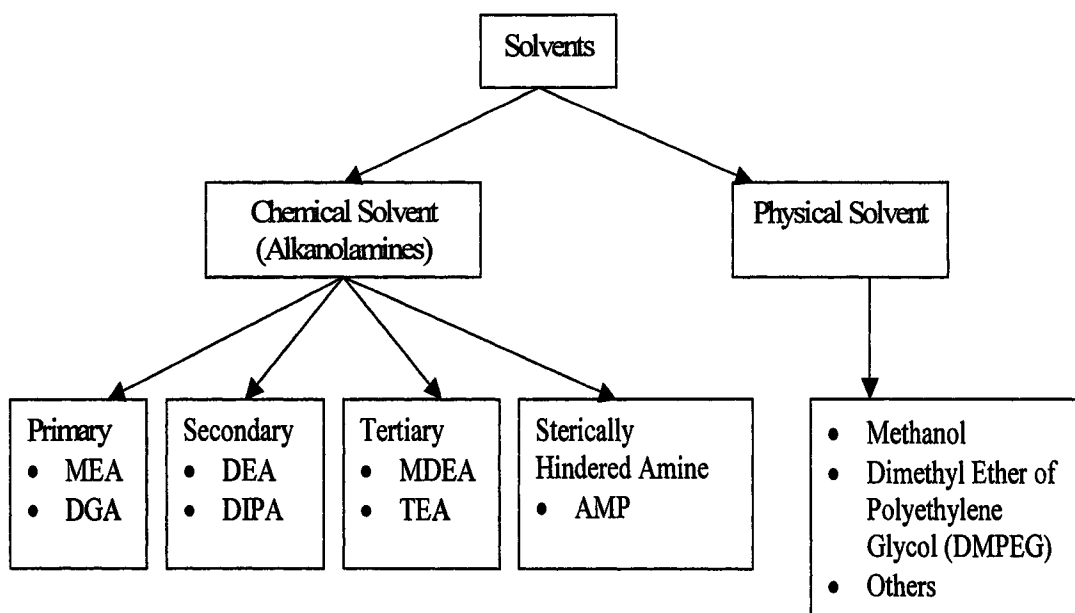 Solvents
Chemical Solvent
(Alkanolamines)
Physical Solvent
Primary
• MEA
• DGA
Secondary
• DEA
• DIPA
Tertiary
• MDEA
• TEA
Sterically
Hindered Amine
• AMP
• Methanol
• Dimethyl Ether of
Polyethylene
Glycol (DMPEG)
• Others